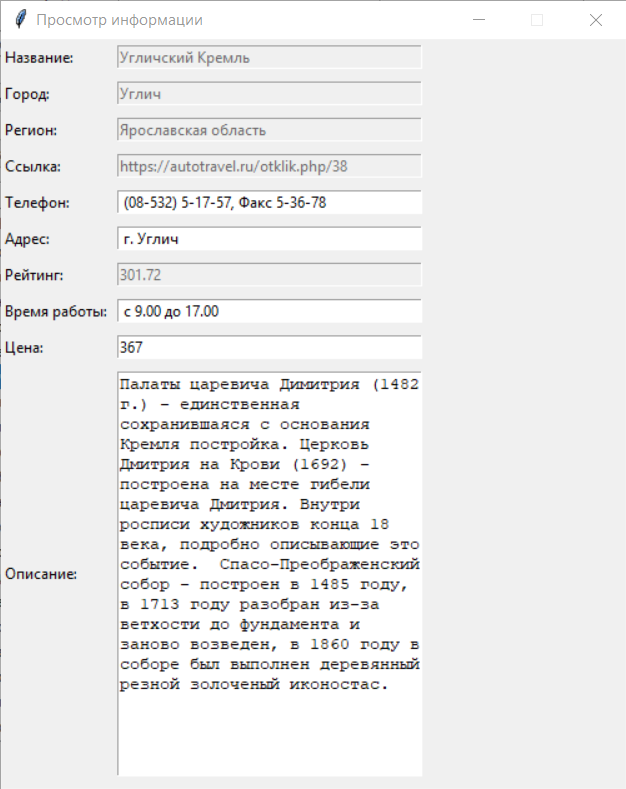 Просмотр информации
Название: Угличский Кремль
Город: Углич
Регион: Ярославская область
Ссылка: https://autotravel.ru/otklik.php/38
Телефон: (08-532) 5-17-57, Факс 5-36-78
Адрес: г. Углич
Рейтинг: 301.72
Время работы: с 9.00 до 17.00
Цена: 367
Описание:
Палаты царевича Димитрия (1482
г.) - единственная
сохранившаяся с основания
Кремля постройка. Церковь
Дмитрия на Крови (1692) -
построена на месте гибели
царевича Дмитрия. Внутри
росписи художников конца 18
века, подробно описывающие это
событие.  Спасо-Преображенский
собор - построен в 1485 году,
в 1713 году разобран из-за
ветхости до фундамента и
заново возведен, в 1860 году в
соборе был выполнен деревянный
резной золоченый иконостас.